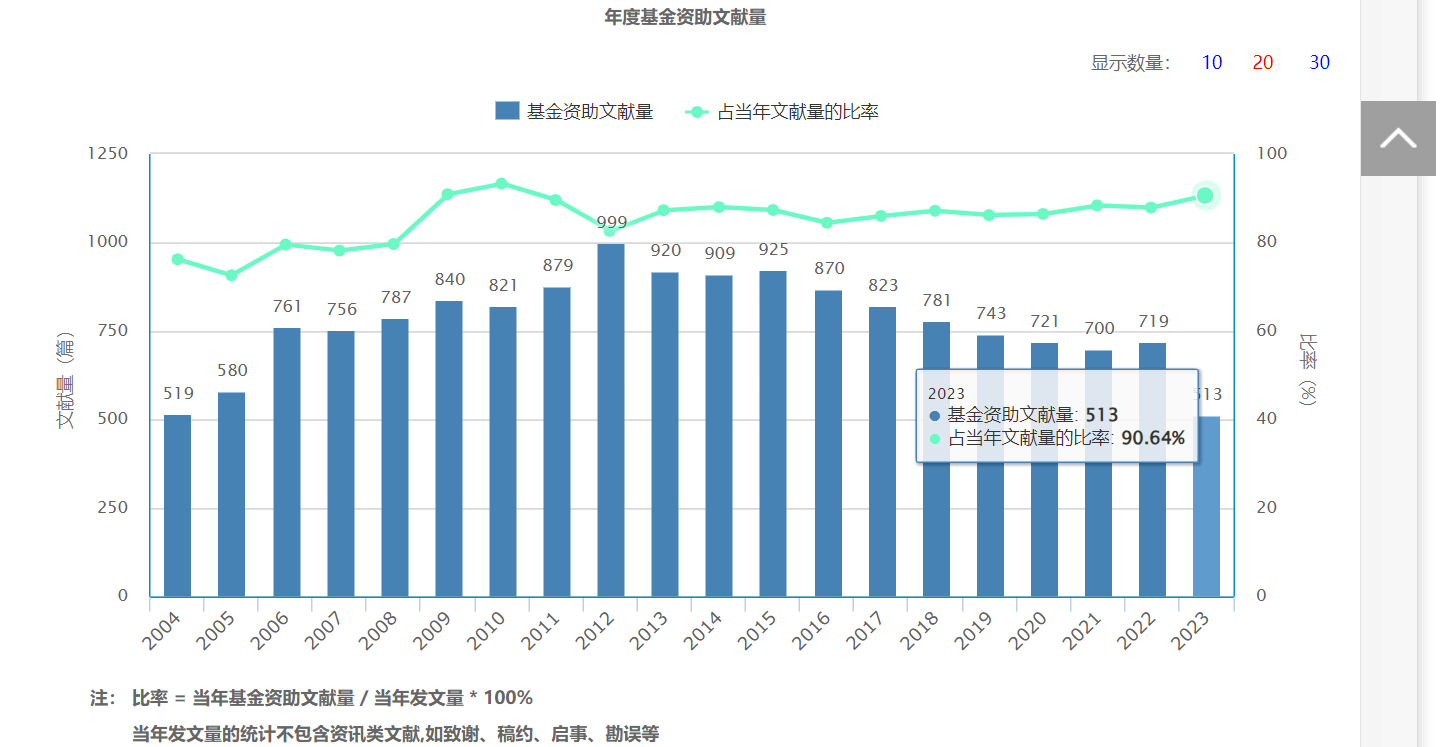 年度基金资助文献量
显示数量： 10 20 30
基金资助文献量 占当年文献量的比率
1250 100
1000 80
750 60
500 40
250 20
0 0
文献量（篇）
比率（%）
519 580 761 756 787 840 821 879 999 920 909 925 870 823 781 743 721 700 719 513
2023
基金资助文献量: 513
占当年文献量的比率: 90.64%
2004 2005 2006 2007 2008 2009 2010 2011 2012 2013 2014 2015 2016 2017 2018 2019 2020 2021 2022 2023
注： 比率 = 当年基金资助文献量 / 当年发文量 * 100%
当年发文量的统计不包含资讯类文献,如致谢、稿约、启事、勘误等